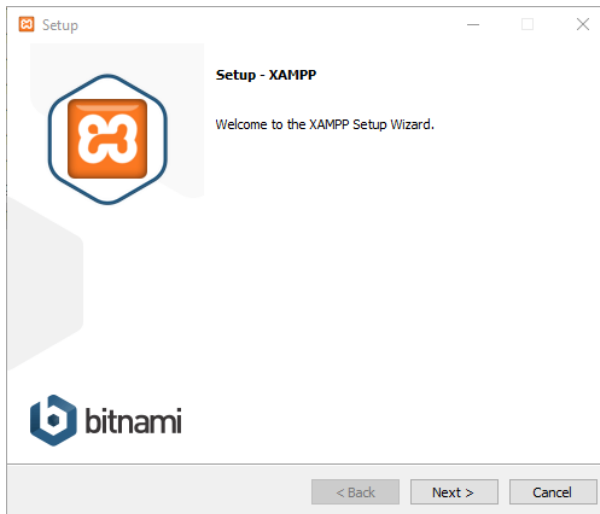 Setup
Setup - XAMPP
Welcome to the XAMPP Setup Wizard.
bitnami
< Back Next > Cancel